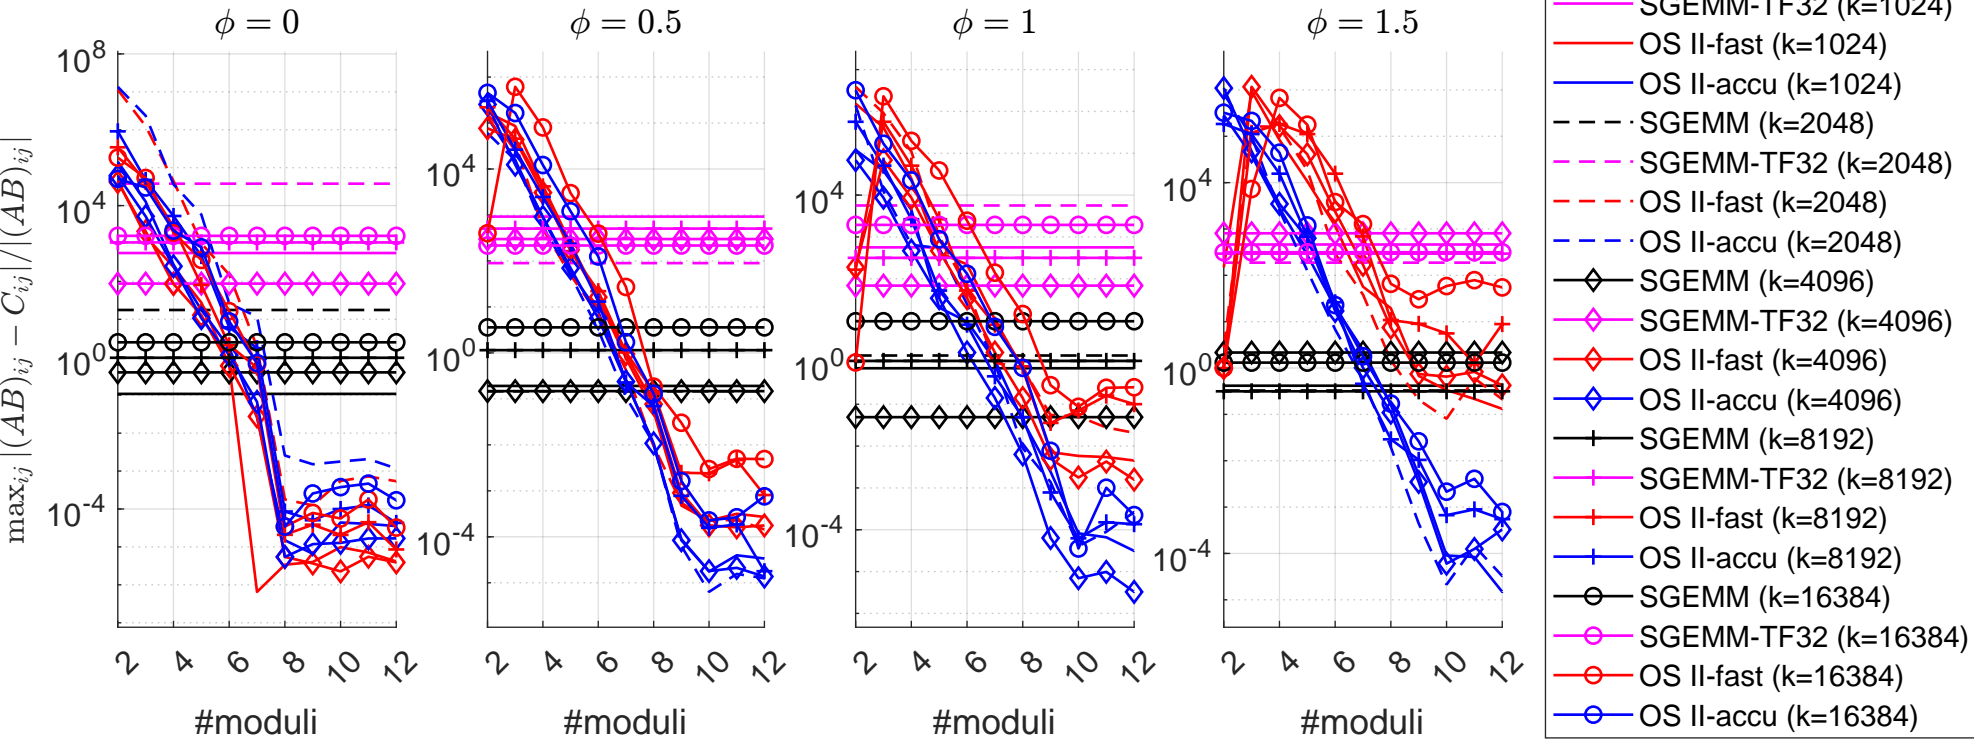 ϕ = 0
ϕ = 0.5
ϕ = 1
ϕ = 1.5
max_{ij} |(AB)_{ij} − C_{ij}|/|(AB)_{ij}|
10^8
10^4
10^0
10^{-4}
2 4 6 8 10 12
#moduli
10^4
10^0
10^{-4}
2 4 6 8 10 12
#moduli
10^4
10^0
10^{-4}
2 4 6 8 10 12
#moduli
10^4
10^0
10^{-4}
2 4 6 8 10 12
#moduli
SGEMM-TF32 (k=1024)
OS II-fast (k=1024)
OS II-accu (k=1024)
SGEMM (k=2048)
SGEMM-TF32 (k=2048)
OS II-fast (k=2048)
OS II-accu (k=2048)
SGEMM (k=4096)
SGEMM-TF32 (k=4096)
OS II-fast (k=4096)
OS II-accu (k=4096)
SGEMM (k=8192)
SGEMM-TF32 (k=8192)
OS II-fast (k=8192)
OS II-accu (k=8192)
SGEMM (k=16384)
SGEMM-TF32 (k=16384)
OS II-fast (k=16384)
OS II-accu (k=16384)